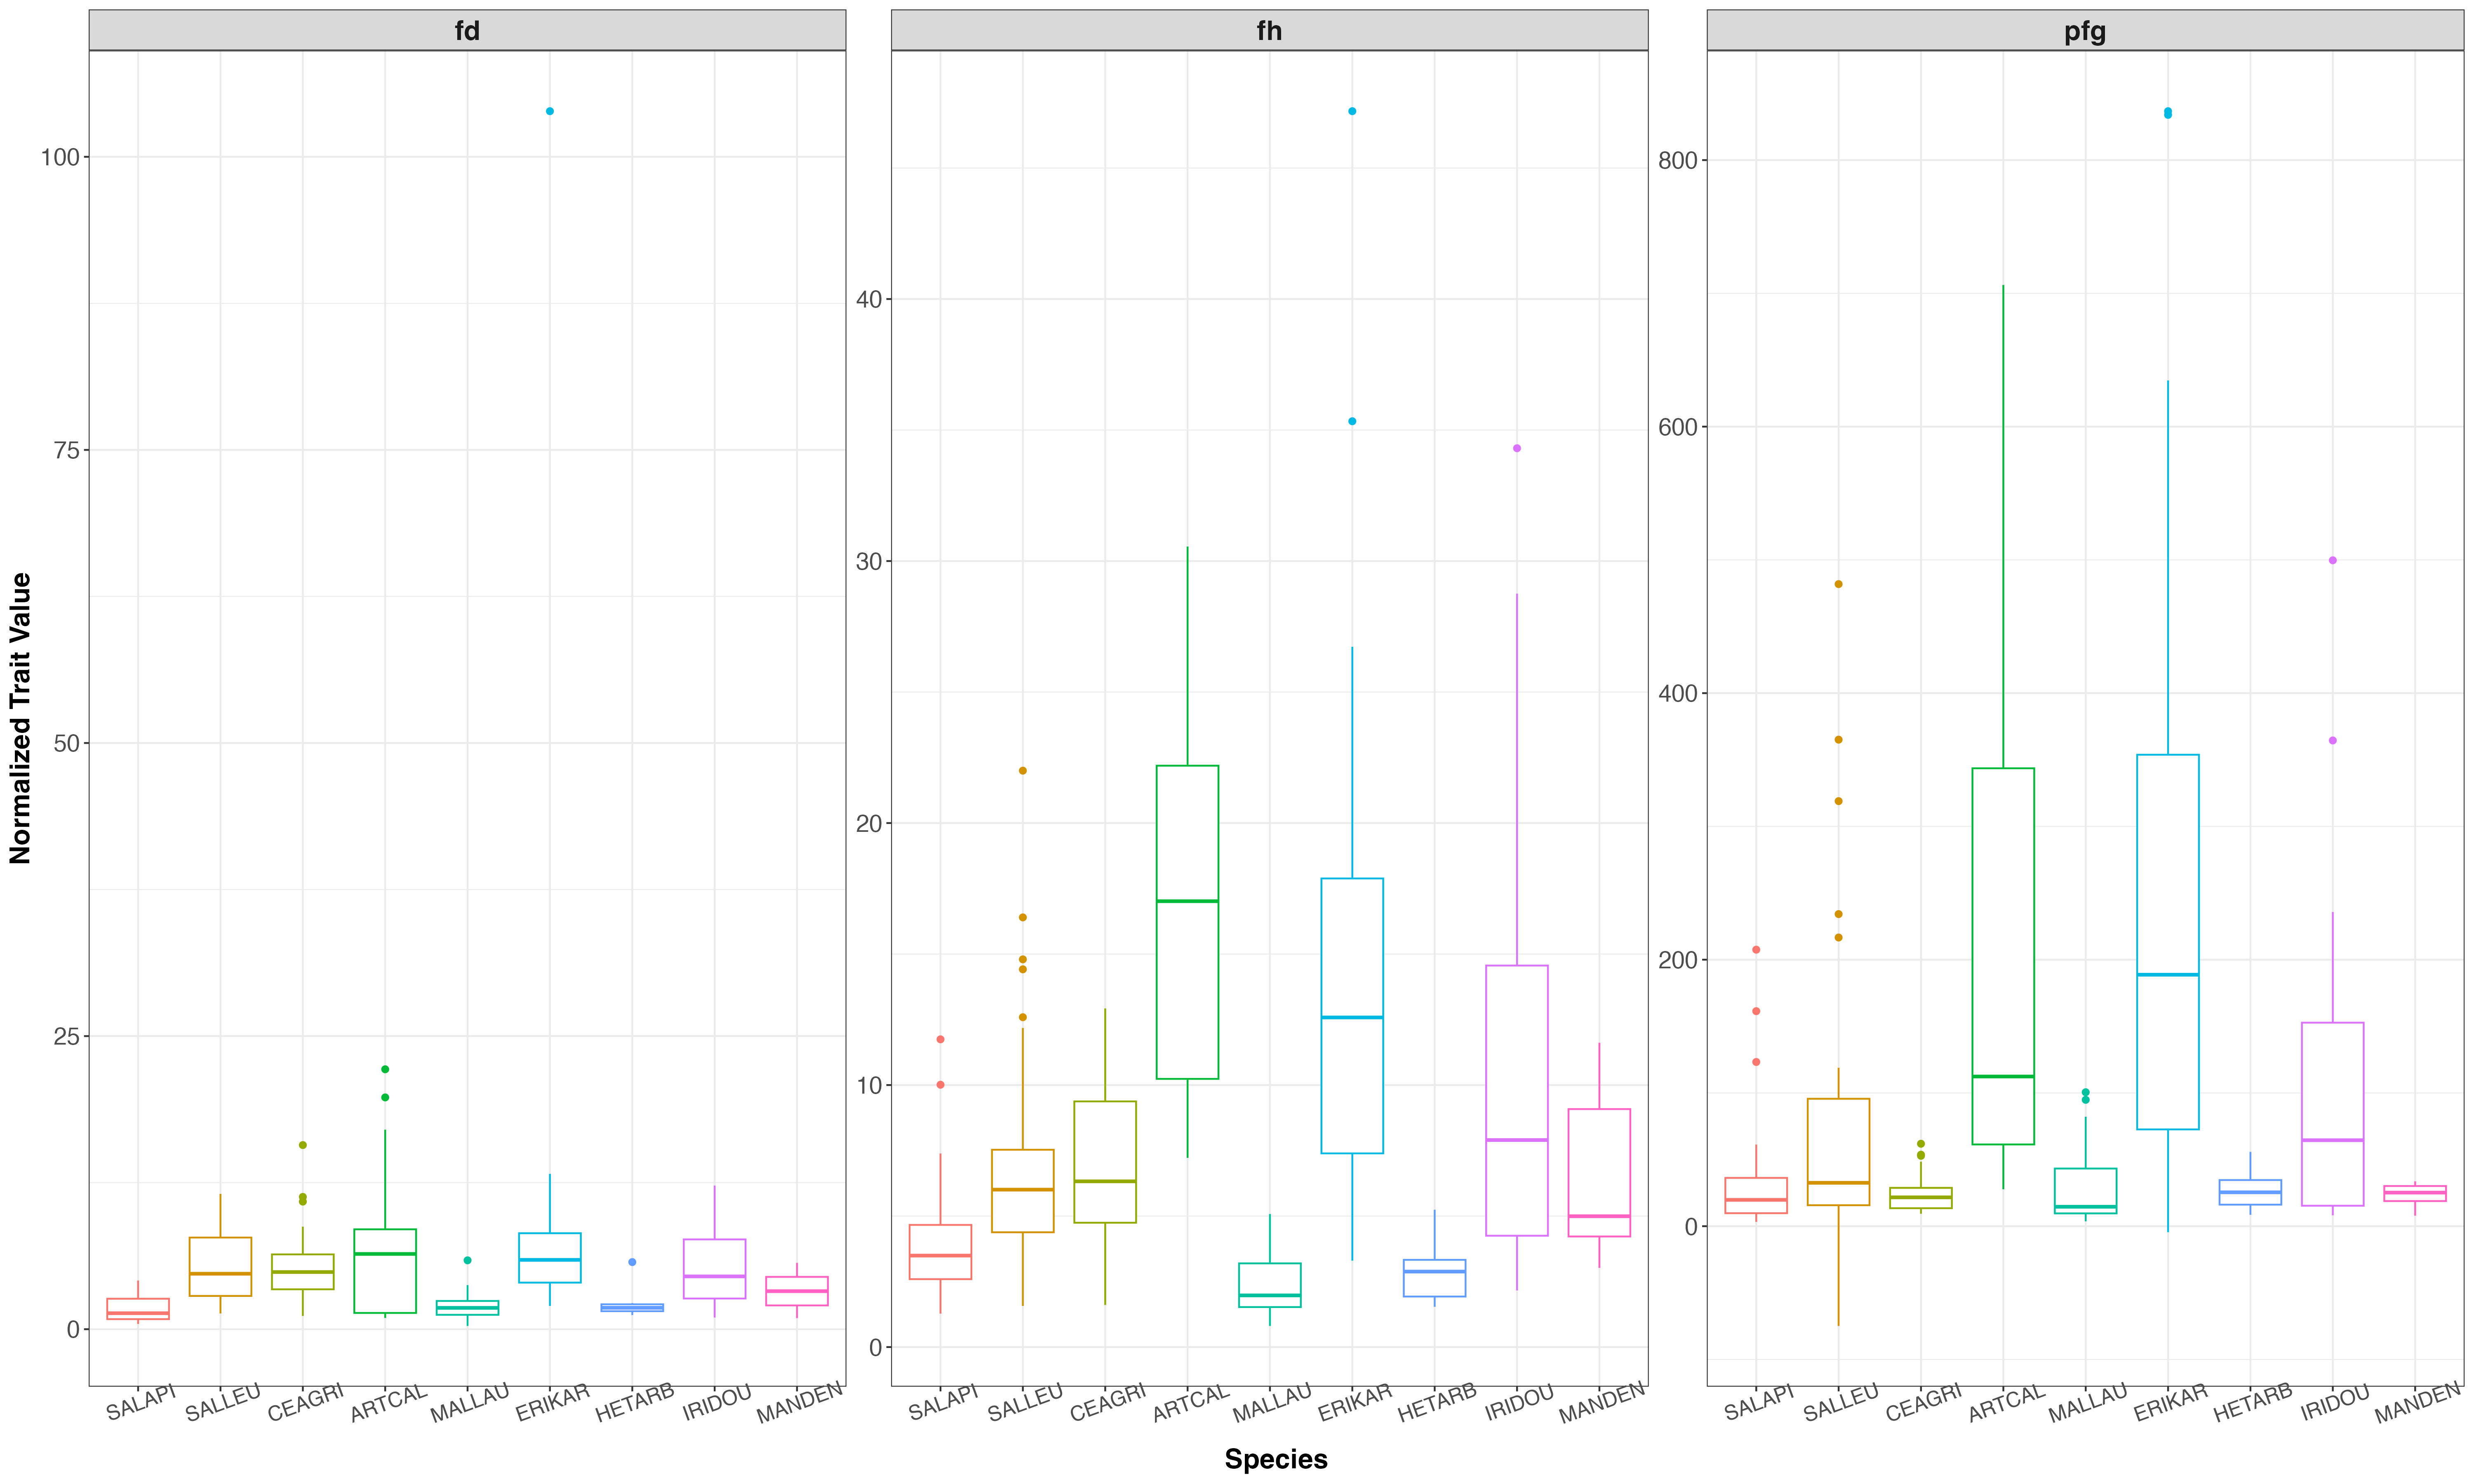 fd fh pfg
Normalized Trait Value
100
75
50
25
0
40
30
20
10
0
800
600
400
200
0
SALAPI SALLEU CEAGRI ARTCAL MALLAU ERIKAR HETARB IRIDOU MANDEN
SALAPI SALLEU CEAGRI ARTCAL MALLAU ERIKAR HETARB IRIDOU MANDEN
SALAPI SALLEU CEAGRI ARTCAL MALLAU ERIKAR HETARB IRIDOU MANDEN
Species